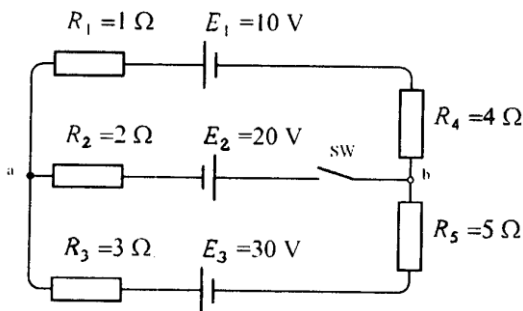 R1=1 Ω E1=10 V
R4=4 Ω
R2=2 Ω E2=20 V
SW
a
b
R5=5 Ω
R3=3 Ω E3=30 V